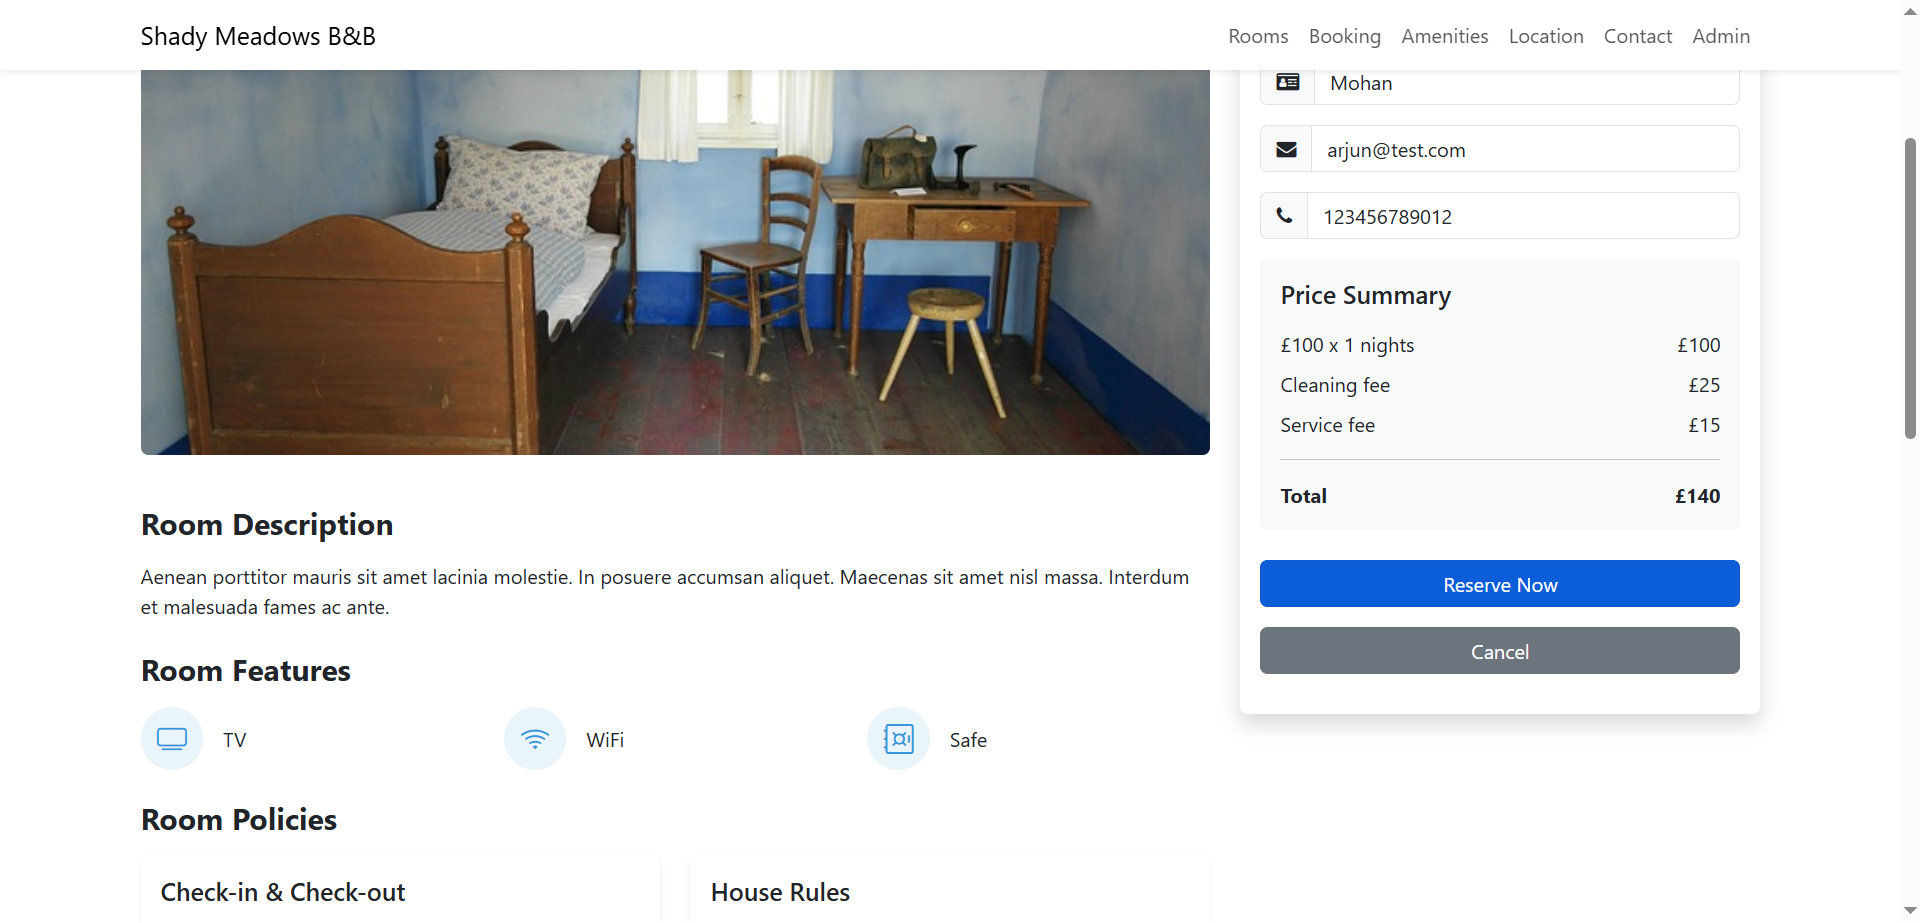 Shady Meadows B&B
Rooms Booking Amenities Location Contact Admin
Mohan
arjun@test.com
123456789012
Price Summary
£100 x 1 nights £100
Cleaning fee £25
Service fee £15
Total £140
Reserve Now
Cancel
Room Description
Aenean porttitor mauris sit amet lacinia molestie. In posuere accumsan aliquet. Maecenas sit amet nisl massa. Interdum
et malesuada fames ac ante.
Room Features
TV
WiFi
Safe
Room Policies
Check-in & Check-out
House Rules